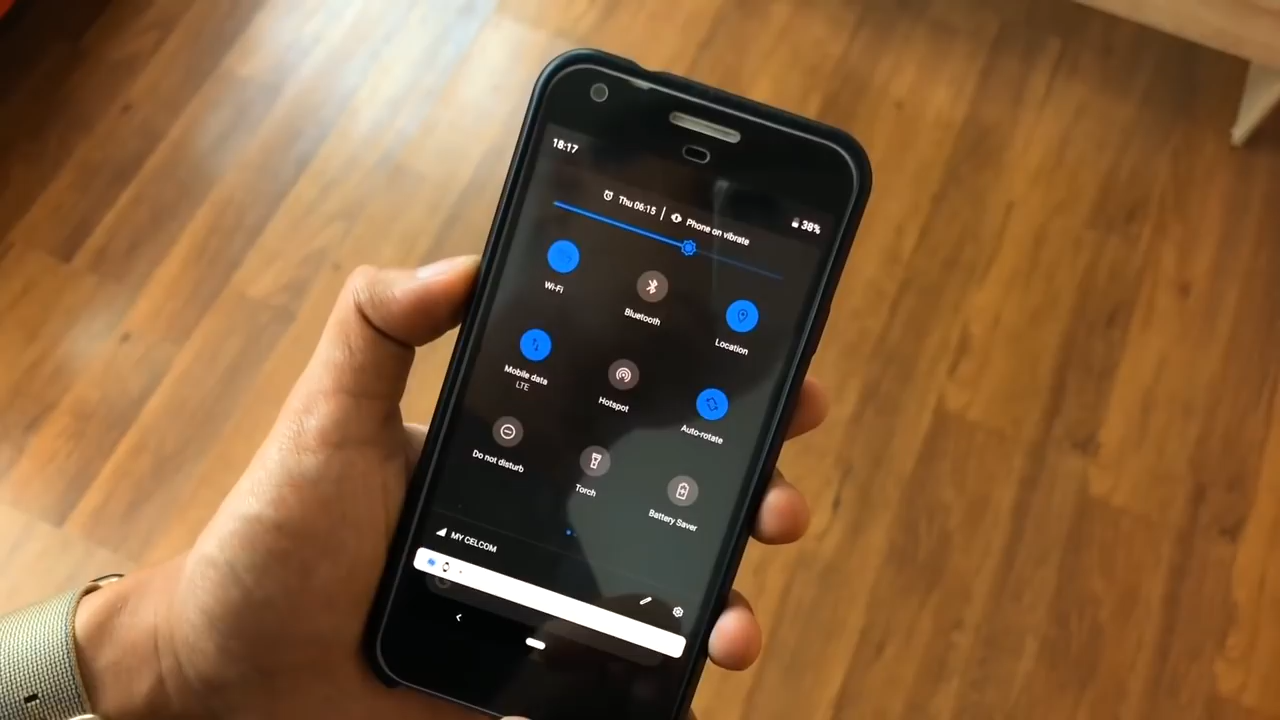 18:17
38%
Thu 06:15 | Phone on vibrate
Wi-Fi
Bluetooth
Location
Mobile data
LTE
Hotspot
Auto-rotate
Do not disturb
Torch
Battery Saver
MY CELCOM